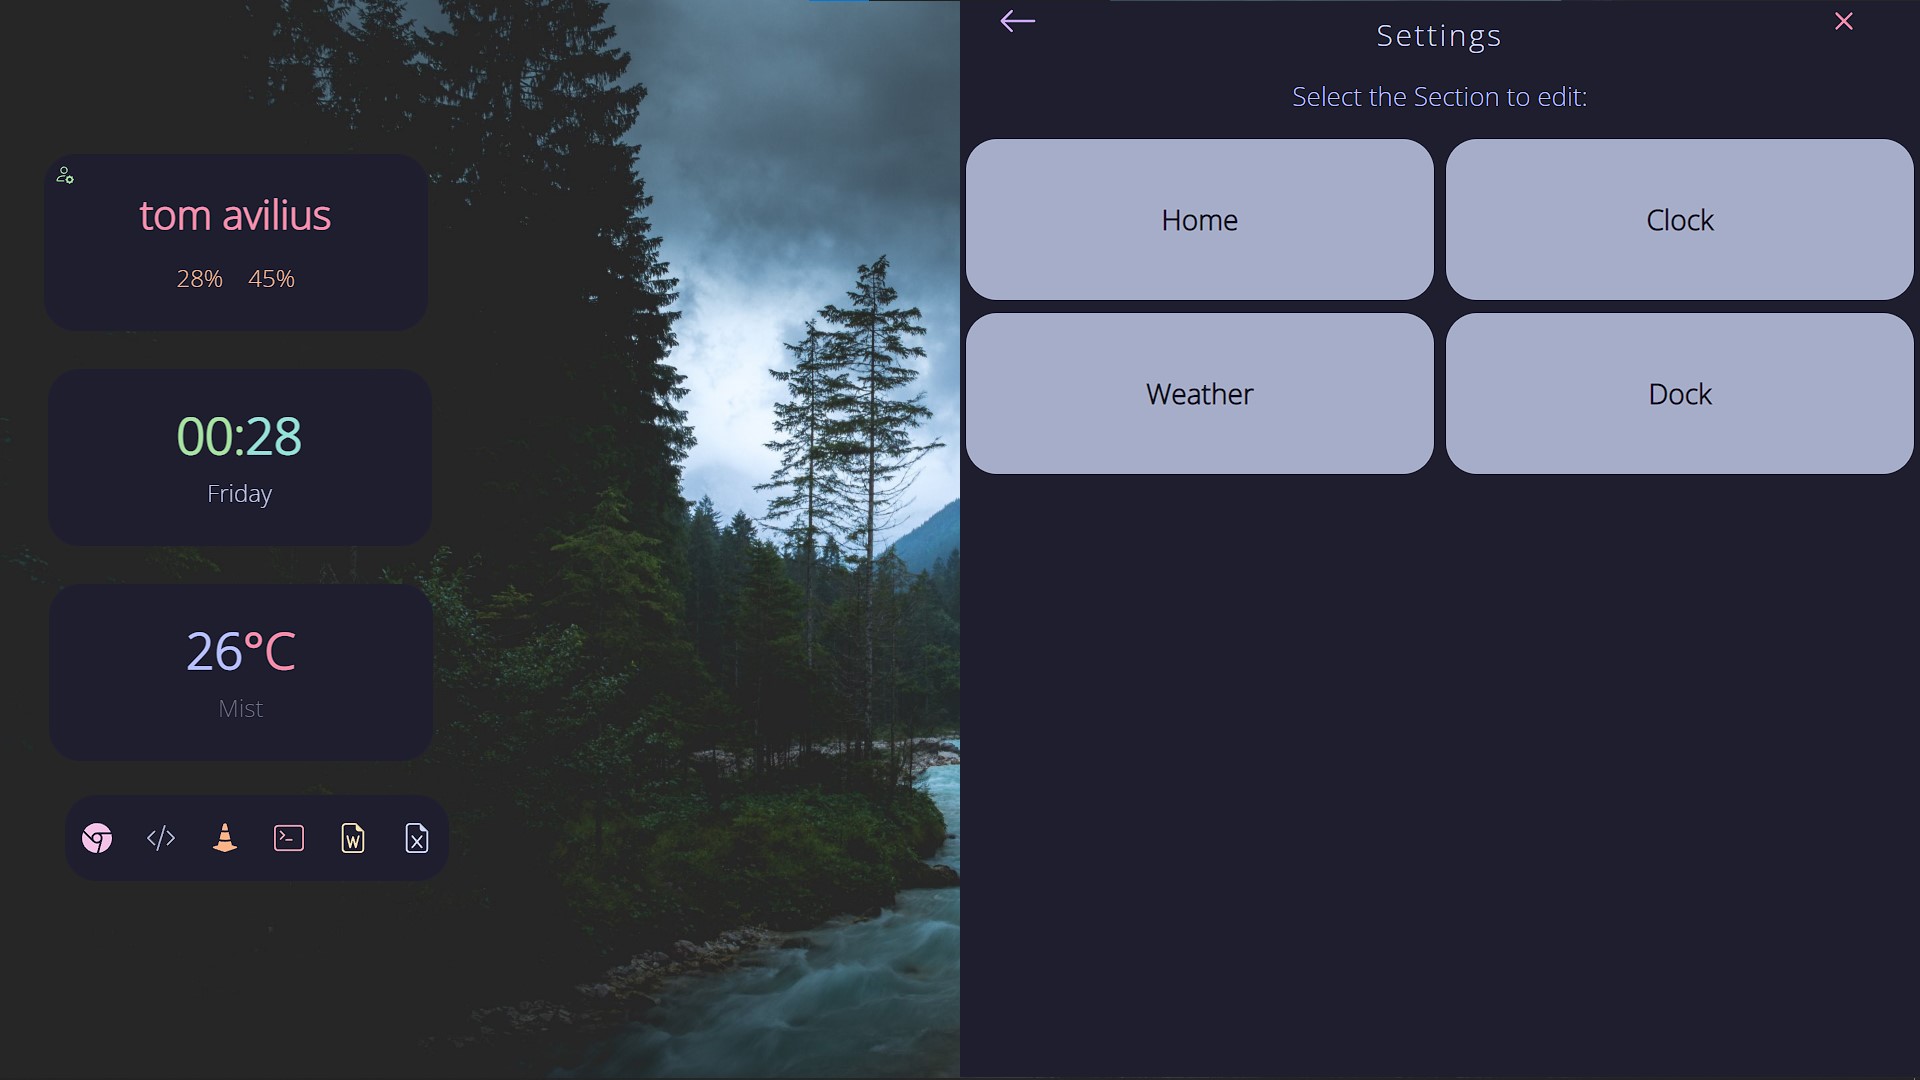 tom avilius
28% 45%
00:28
Friday
26°C
Mist
W
X
Settings
Select the Section to edit:
Home
Clock
Weather
Dock